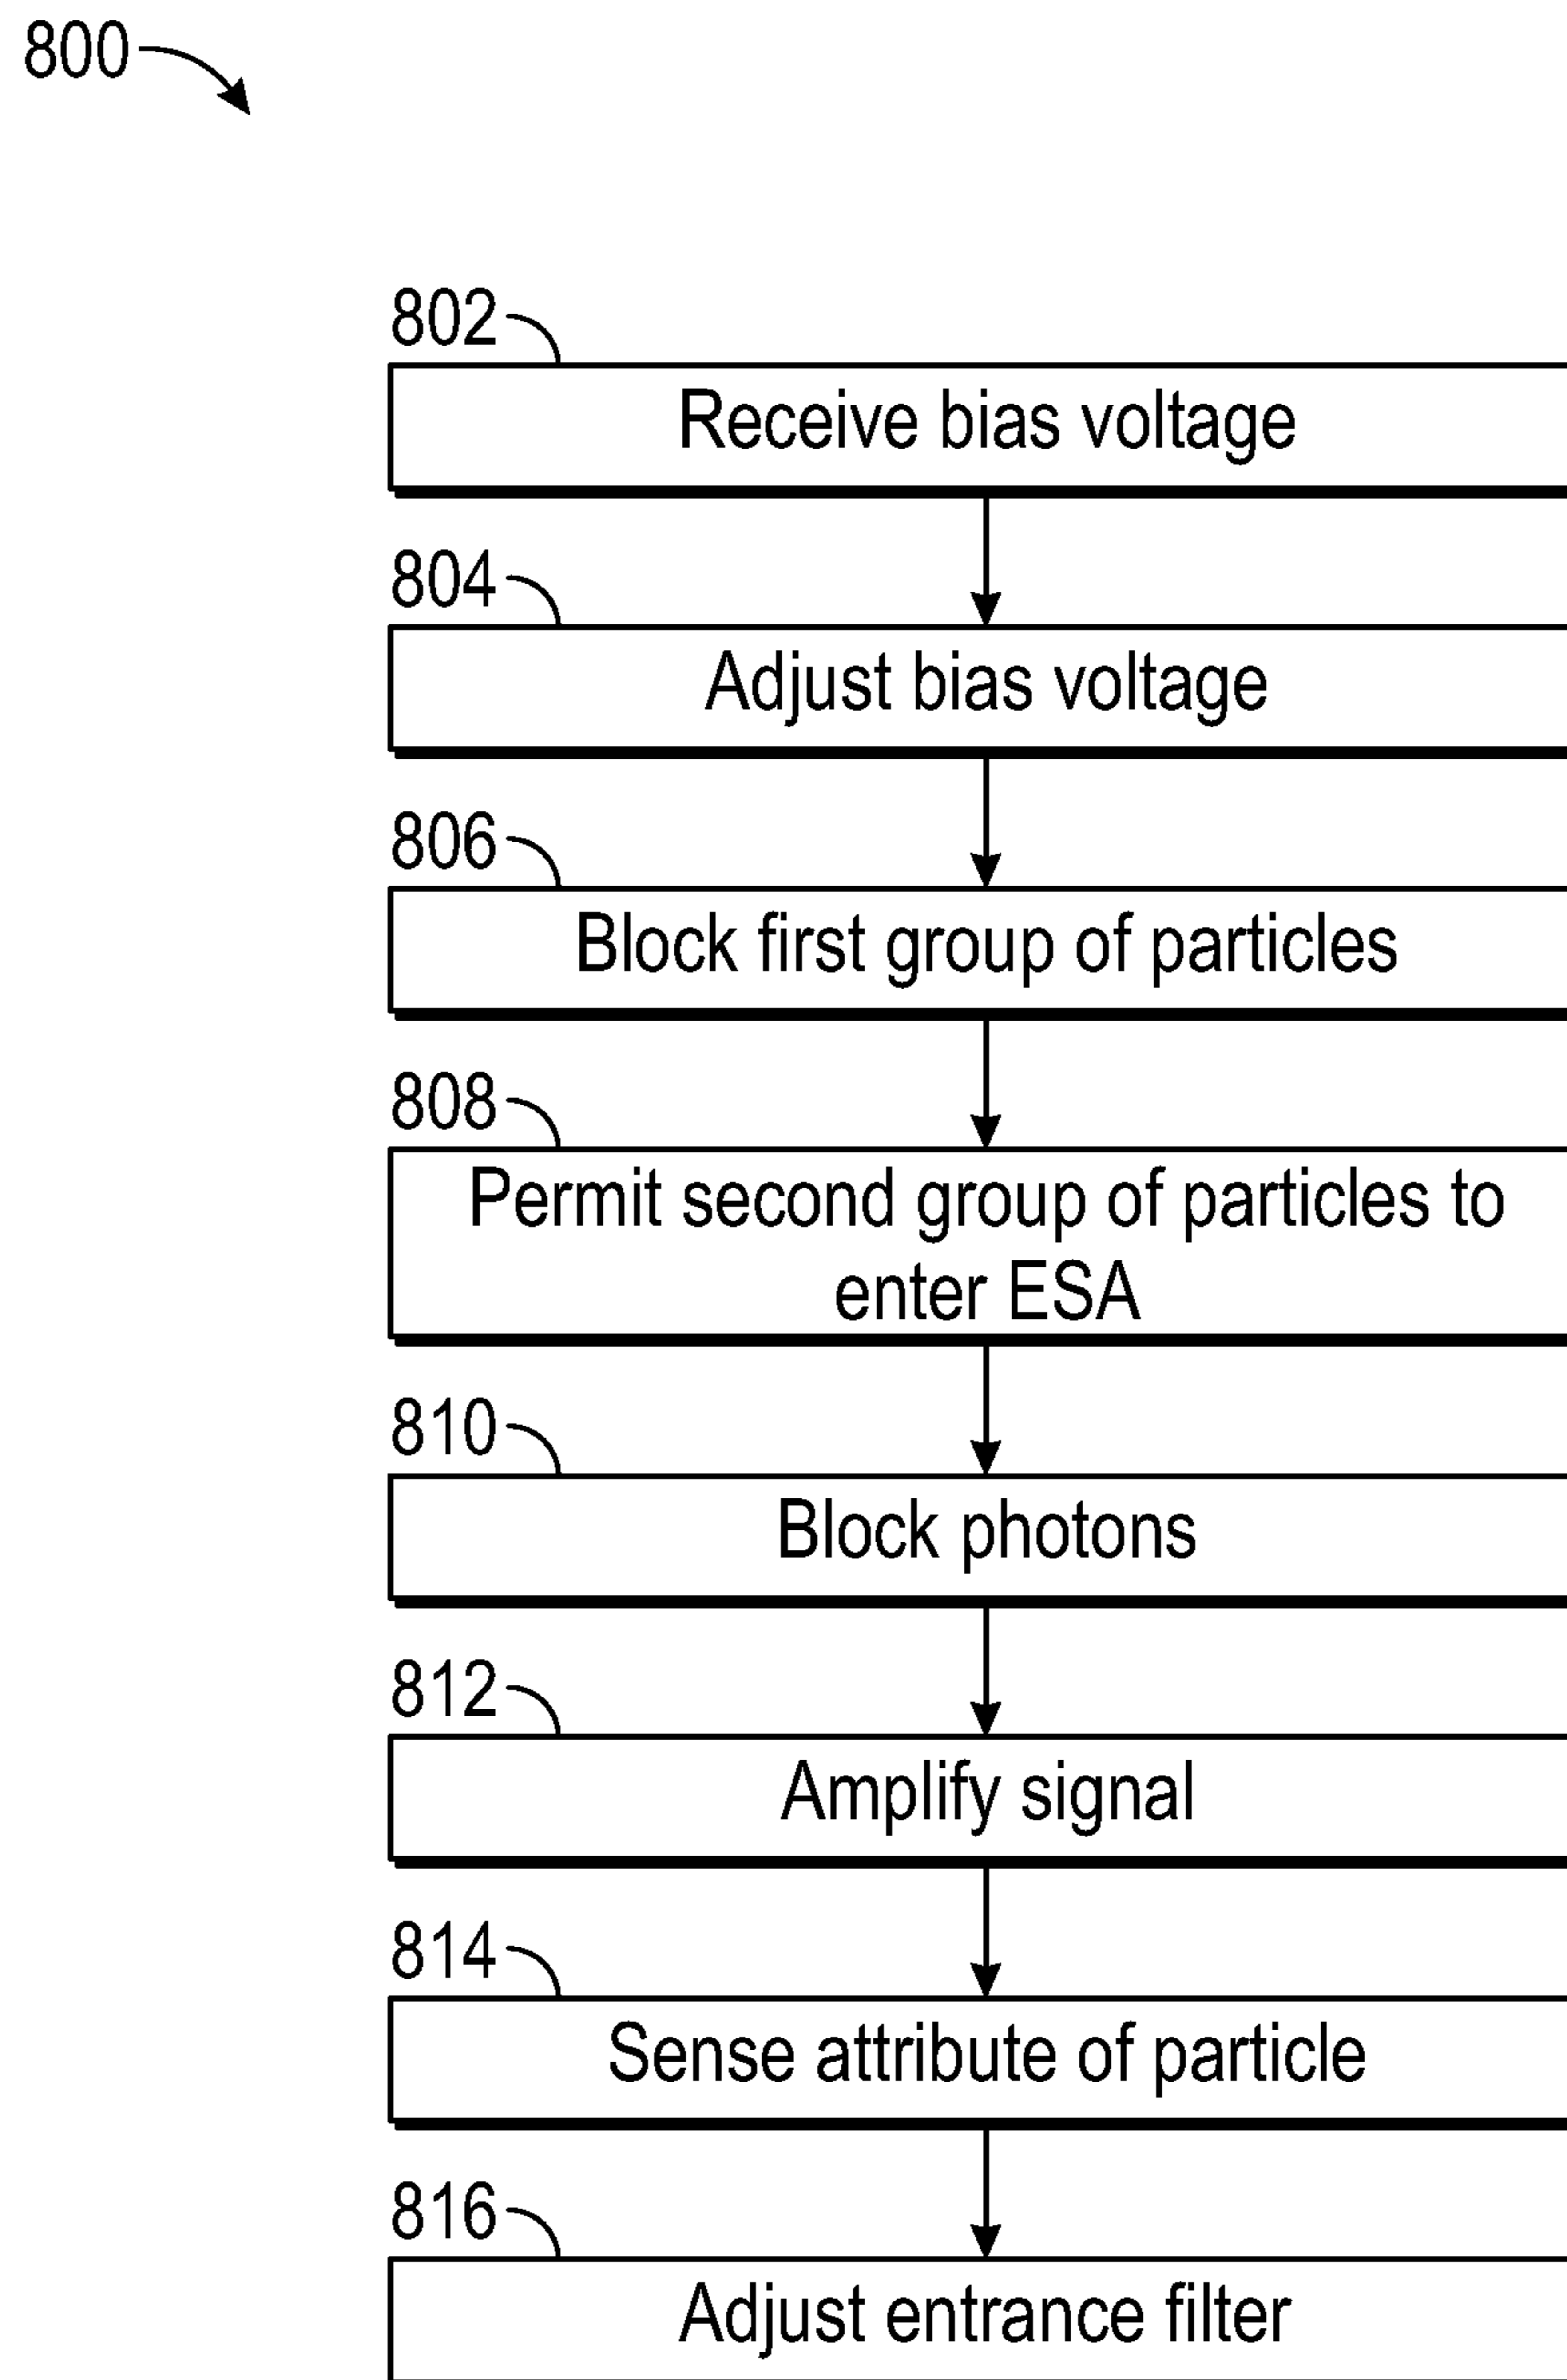 800
802
Receive bias voltage
804
Adjust bias voltage
806
Block first group of particles
808
Permit second group of particles to
enter ESA
810
Block photons
812
Amplify signal
814
Sense attribute of particle
816
Adjust entrance filter